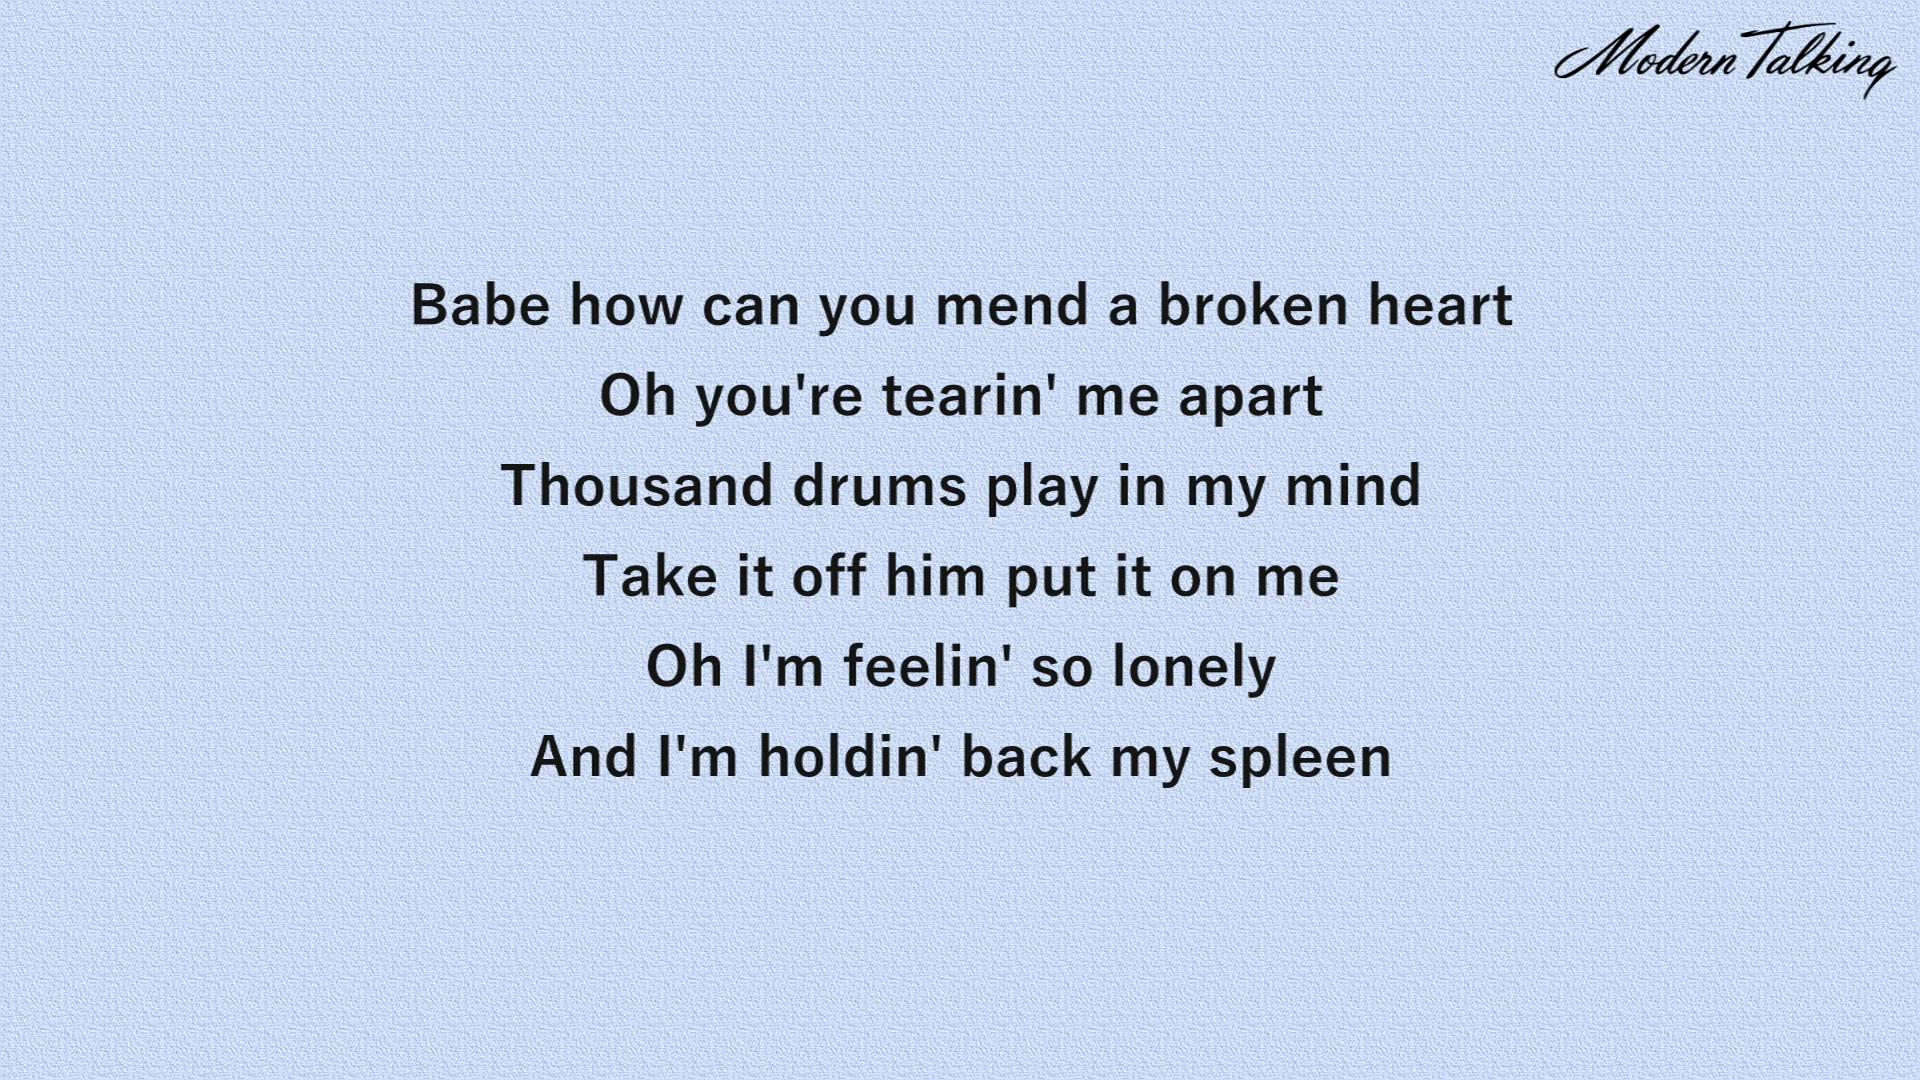 Modern Talking
Babe how can you mend a broken heart
Oh you're tearin' me apart
Thousand drums play in my mind
Take it off him put it on me
Oh I'm feelin' so lonely
And I'm holdin' back my spleen